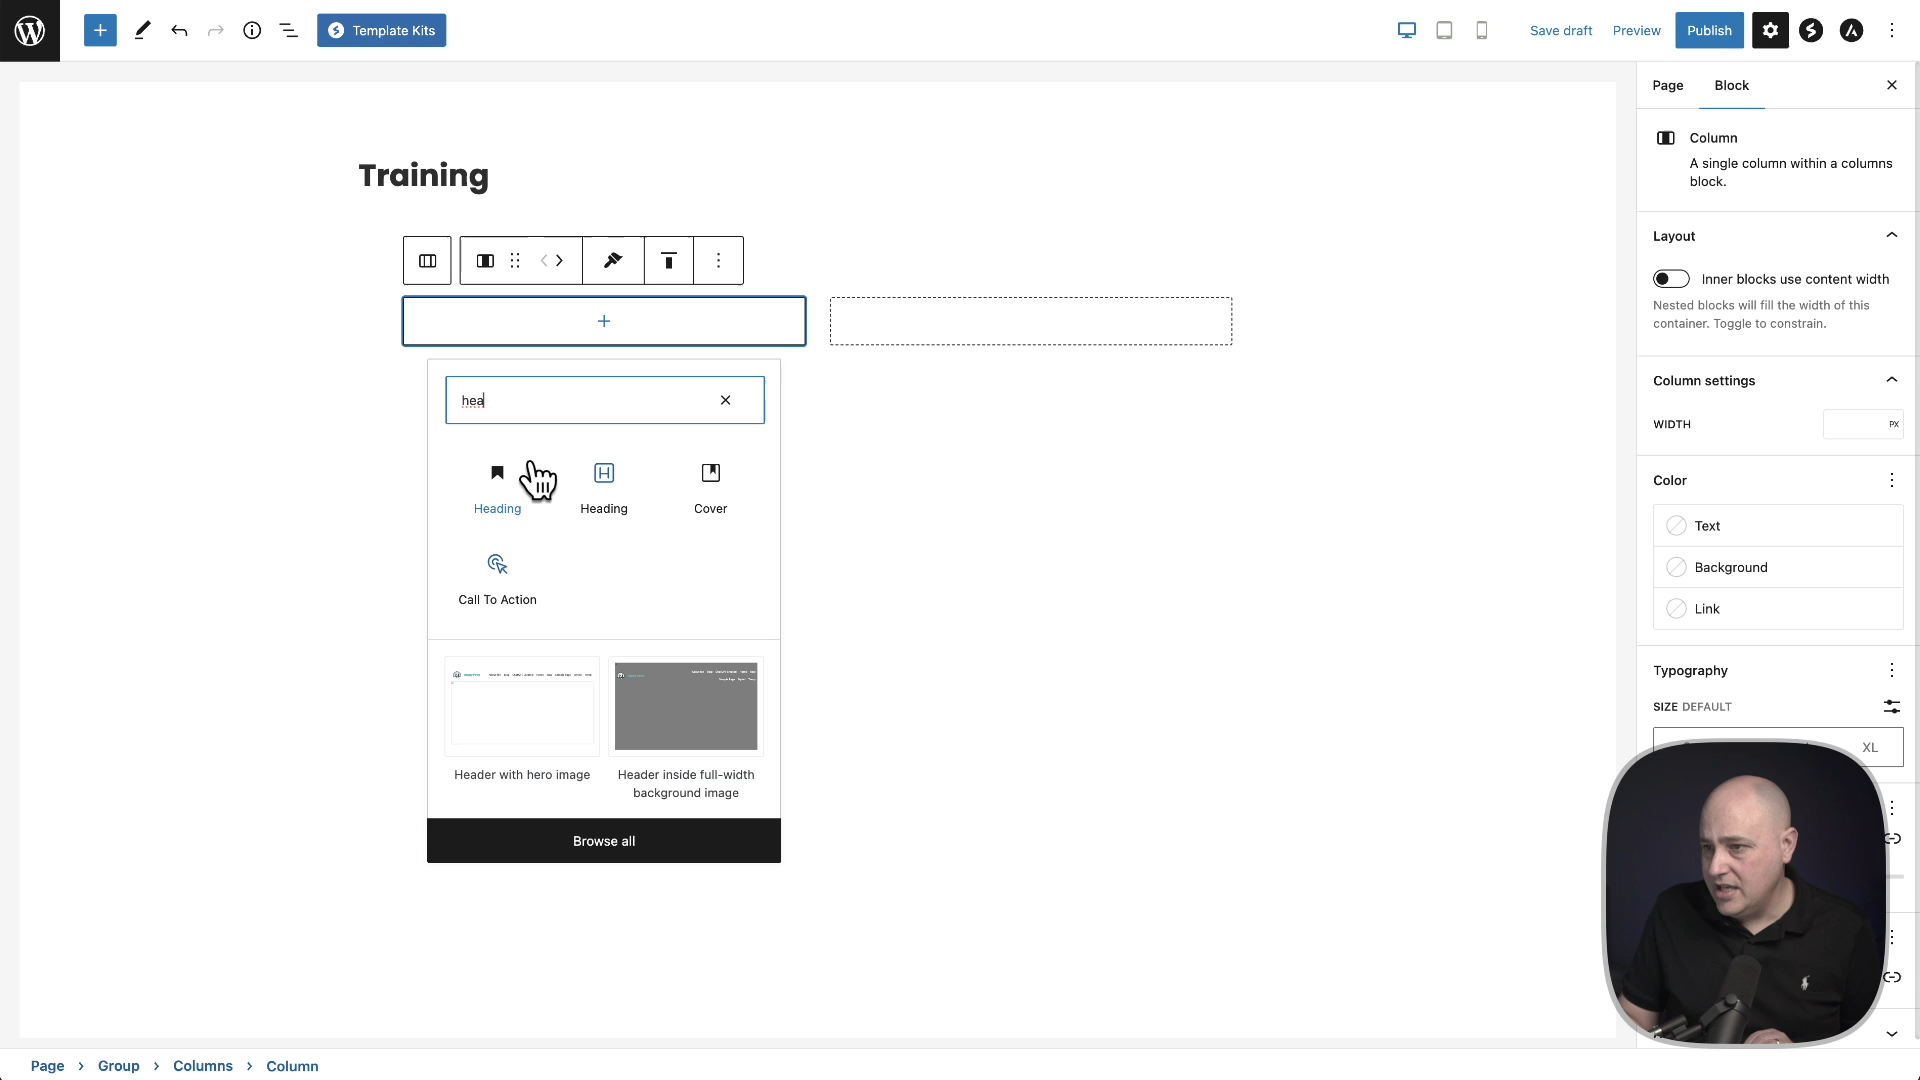 Template Kits
Save draft
Preview
Publish
Page
Block
Column
A single column within a columns
block.
Training
Layout
Inner blocks use content width
Nested blocks will fill the width of this
container. Toggle to constrain.
Column settings
WIDTH
PX
hea
Heading
Heading
Cover
Call To Action
Color
Text
Background
Link
Typography
SIZE DEFAULT
XL
Header with hero image
Header inside full-width
background image
Browse all
Page
Group
Columns
Column